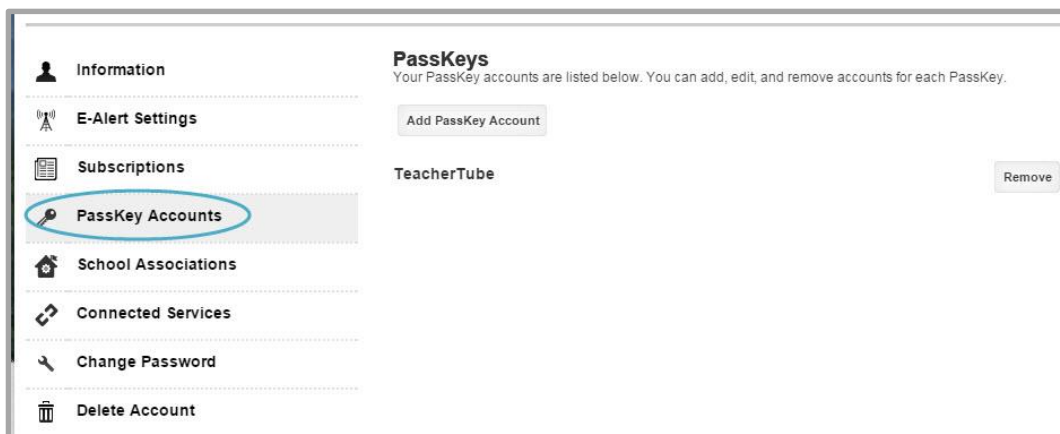 Information
E-Alert Settings
Subscriptions
PassKey Accounts
School Associations
Connected Services
Change Password
Delete Account
PassKeys
Your PassKey accounts are listed below. You can add, edit, and remove accounts for each PassKey.
Add PassKey Account
TeacherTube
Remove